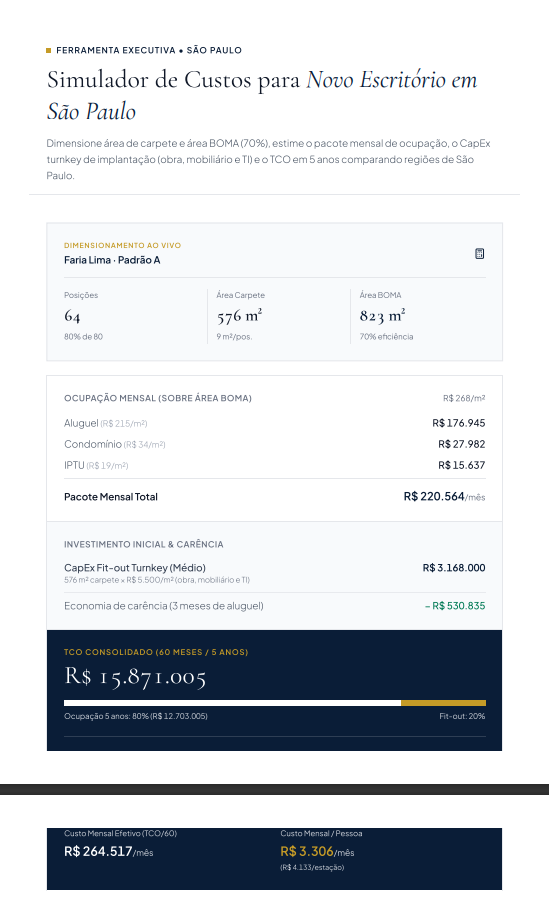 FERRAMENTA EXECUTIVA • SÃO PAULO
Simulador de Custos para Novo Escritório em
São Paulo
Dimensione área de carpete e área BOMA (70%), estime o pacote mensal de ocupação, o CapEx
turnkey de implantação (obra, mobiliário e TI) e o TCO em 5 anos comparando regiões de São
Paulo.
DIMENSIONAMENTO AO VIVO
Faria Lima · Padrão A
Posições
64
80% de 80
Área Carpete
576 m²
9 m²/pos.
Área BOMA
823 m²
70% eficiência
OCUPAÇÃO MENSAL (SOBRE ÁREA BOMA) R$ 268/m²
Aluguel (R$ 215/m²) R$ 176.945
Condomínio (R$ 34/m²) R$ 27.982
IPTU (R$ 19/m²) R$ 15.637
Pacote Mensal Total R$ 220.564/mês
INVESTIMENTO INICIAL & CARÊNCIA
CapEx Fit-out Turnkey (Médio) R$ 3.168.000
576 m² carpete x R$ 5.500/m² (obra, mobiliário e TI)
Economia de carência (3 meses de aluguel) – R$ 530.835
TCO CONSOLIDADO (60 MESES / 5 ANOS)
R$ 15.871.005
Ocupação 5 anos: 80% (R$ 12.703.005) Fit-out: 20%
Custo Mensal Efetivo (TCO/60)
R$ 264.517/mês
Custo Mensal / Pessoa
R$ 3.306/mês
(R$ 4.133/estação)